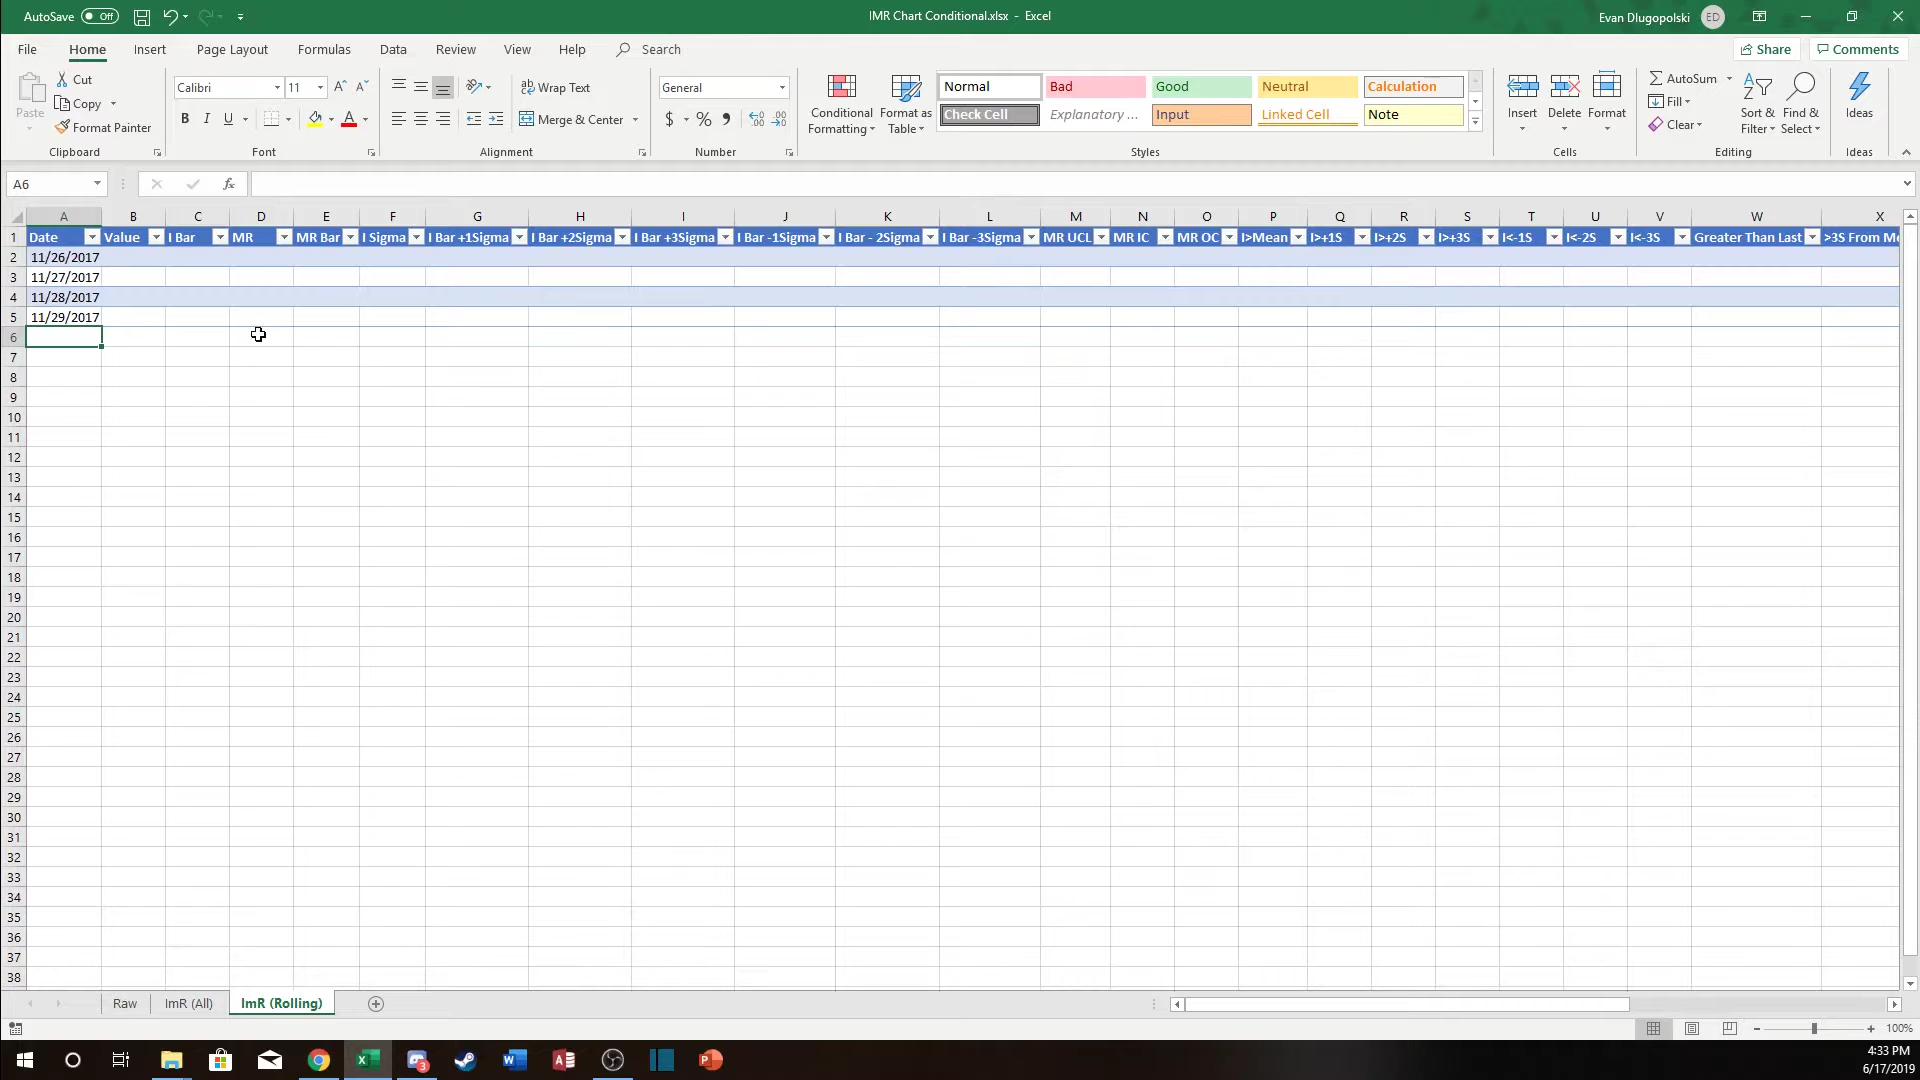 AutoSave Off
IMR Chart Conditional.xlsx - Excel
Evan Dlugopolski ED
File Home Insert Page Layout Formulas Data Review View Help Search Share Comments
Paste Cut
Copy
Format Painter
Calibri 11
B I U A
Wrap Text
Merge & Center
General
$ % ,
Conditional Formatting
Format as Table
Normal Bad Good Neutral Calculation
Check Cell Explanatory ... Input Linked Cell Note
Insert Delete Format
AutoSum
Fill
Clear
Sort & Filter
Find & Select
Ideas
Clipboard Font Alignment Number Styles Cells Editing Ideas
A6 fx
A B C D E F G H I J K L M N O P Q R S T U V W X
1 Date Value I Bar MR MR Bar I Sigma I Bar +1Sigma I Bar +2Sigma I Bar +3Sigma I Bar -1Sigma I Bar - 2Sigma I Bar -3Sigma MR UCL MR IC MR OC I>Mean I>+1S I>+2S I>+3S I<-1S I<-2S I<-3S Greater Than Last >3S From Me
2 11/26/2017
3 11/27/2017
4 11/28/2017
5 11/29/2017
6
7
8
9
10
11
12
13
14
15
16
17
18
19
20
21
22
23
24
25
26
27
28
29
30
31
32
33
34
35
36
37
38
Raw ImR (All) ImR (Rolling)
100%
3
4:33 PM
6/17/2019